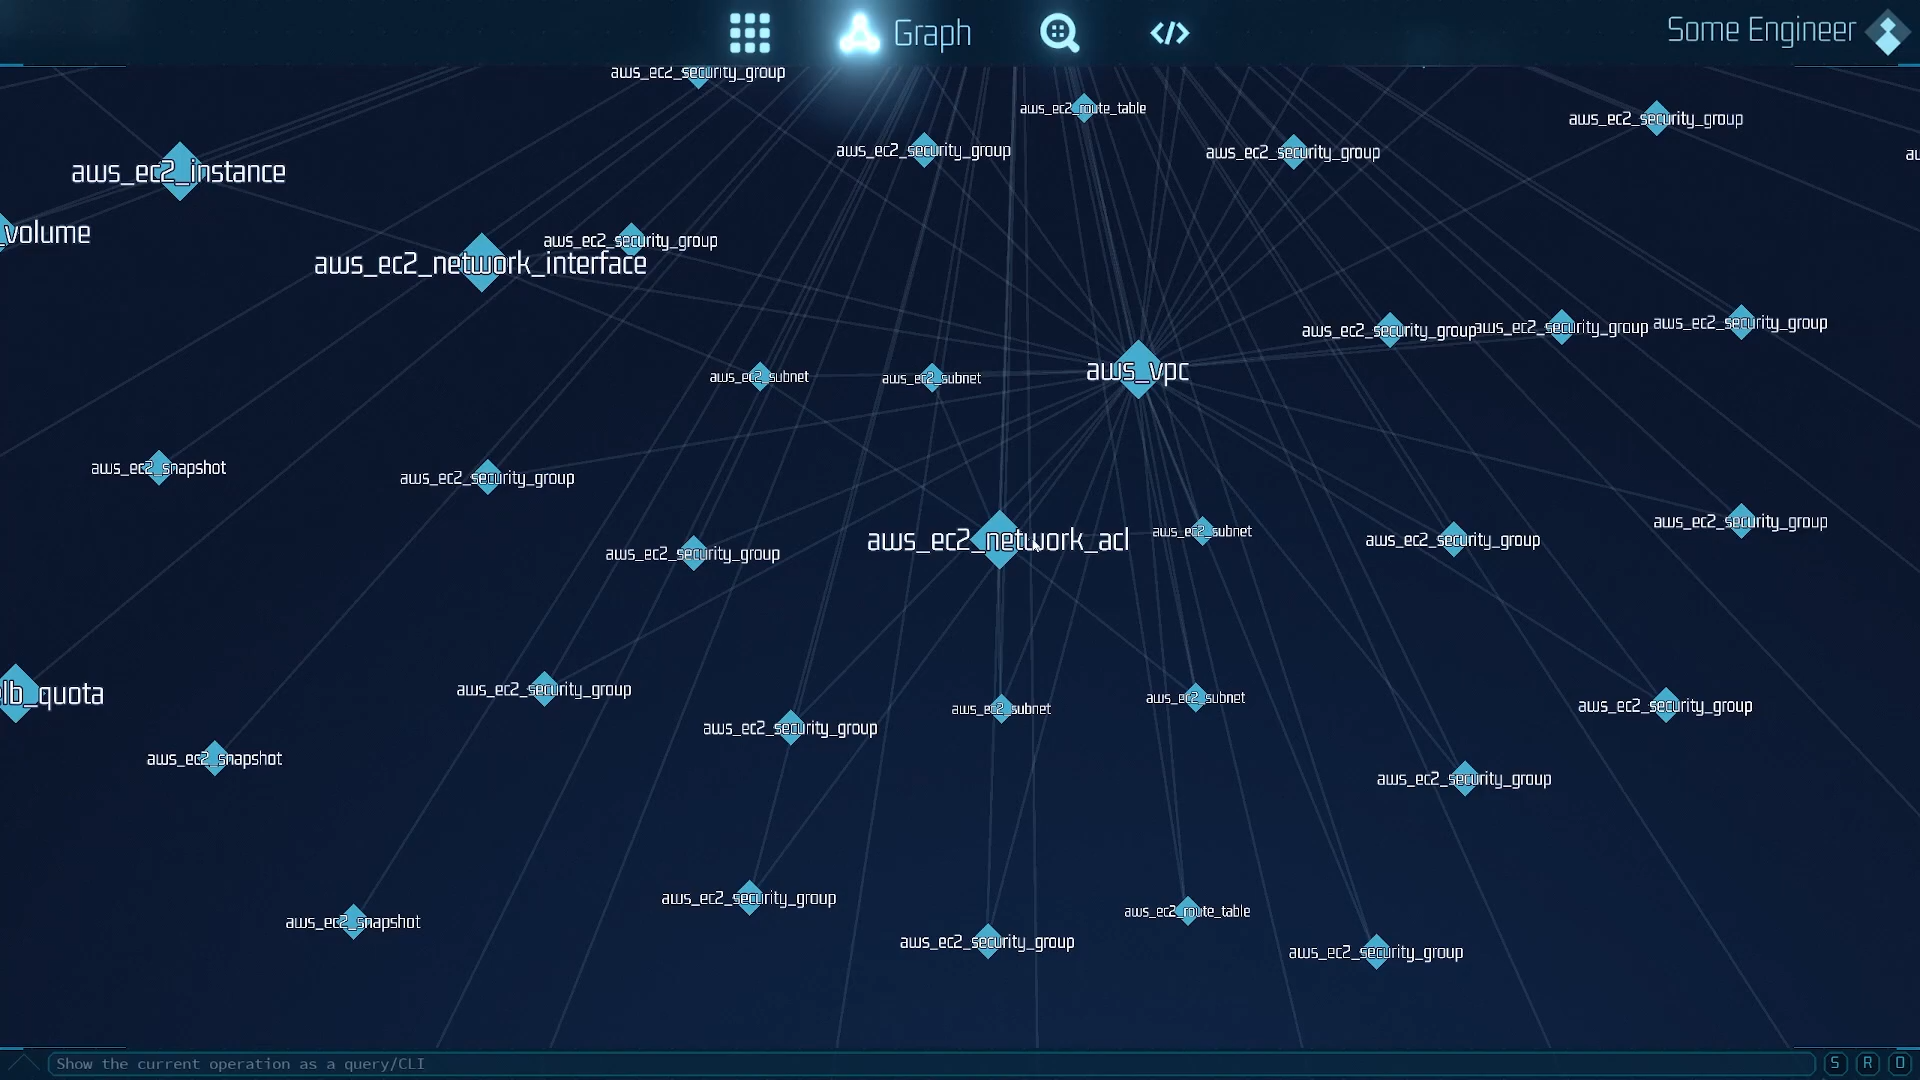 Graph
Some Engineer
aws_ec2_security_group
aws_ec2_route_table
aws_ec2_security_group
aws_ec2_security_group
aws_ec2_security_group
au
aws_ec2_instance
_volume
aws_ec2_security_group
aws_ec2_network_interface
aws_ec2_security_group
aws_ec2_security_group
aws_ec2_security_group
aws_ec2_subnet
aws_ec2_subnet
aws_vpc
aws_ec2_snapshot
aws_ec2_security_group
aws_ec2_security_group
aws_ec2_network_acl
aws_ec2_subnet
aws_ec2_security_group
aws_ec2_security_group
lb_quota
aws_ec2_security_group
aws_ec2_security_group
aws_ec2_subnet
aws_ec2_subnet
aws_ec2_security_group
aws_ec2_snapshot
aws_ec2_security_group
aws_ec2_snapshot
aws_ec2_security_group
aws_ec2_security_group
aws_ec2_route_table
aws_ec2_security_group
Show the current operation as a query/CLI
S R D